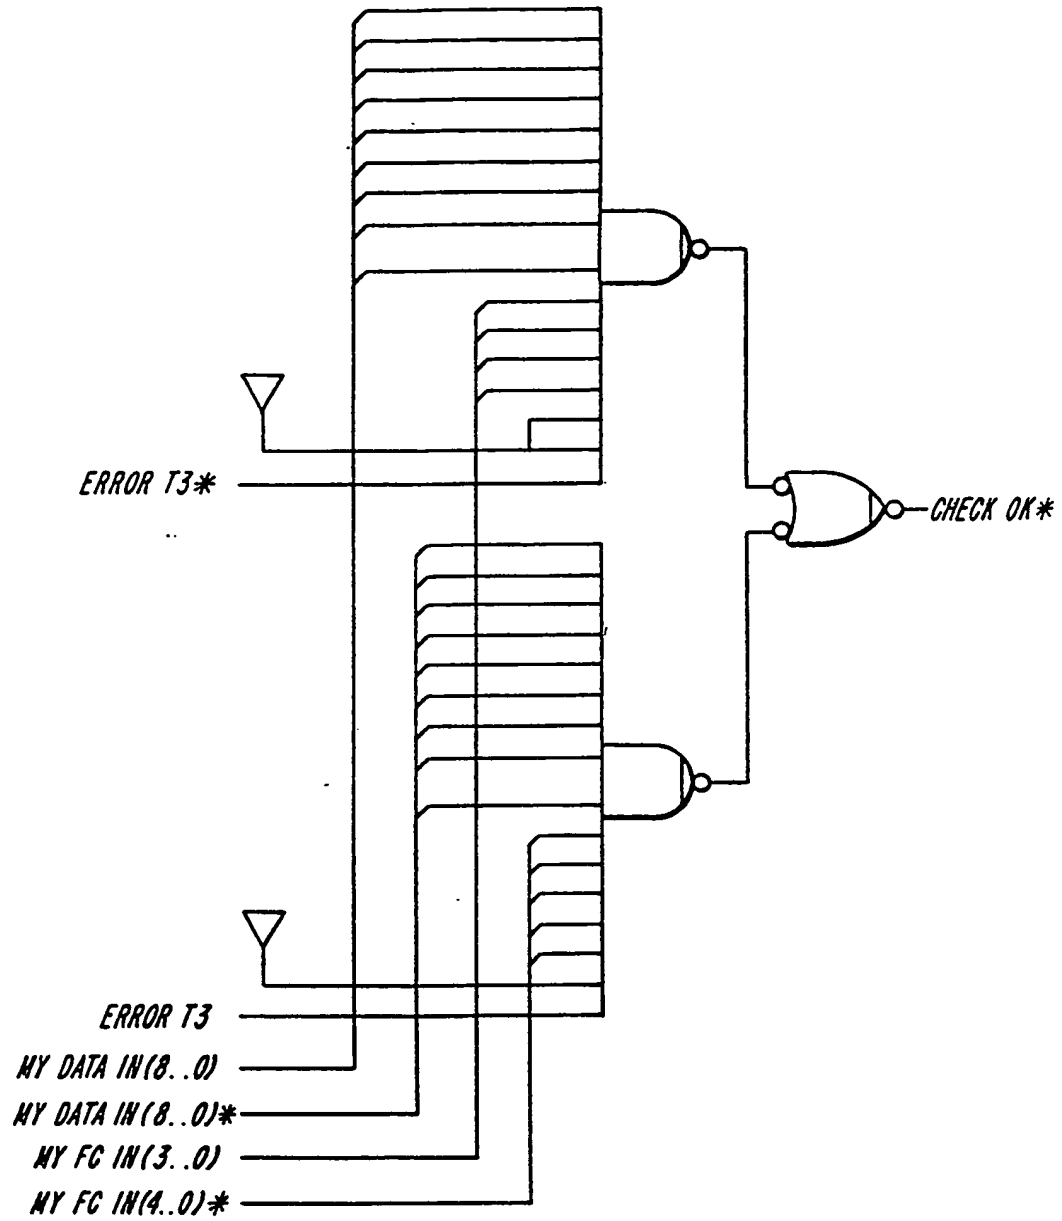 ERROR T3*
CHECK OK*
ERROR T3
MY DATA IN(8..0)
MY DATA IN(8..0)*
MY FC IN(3..0)
MY FC IN(4..0)*